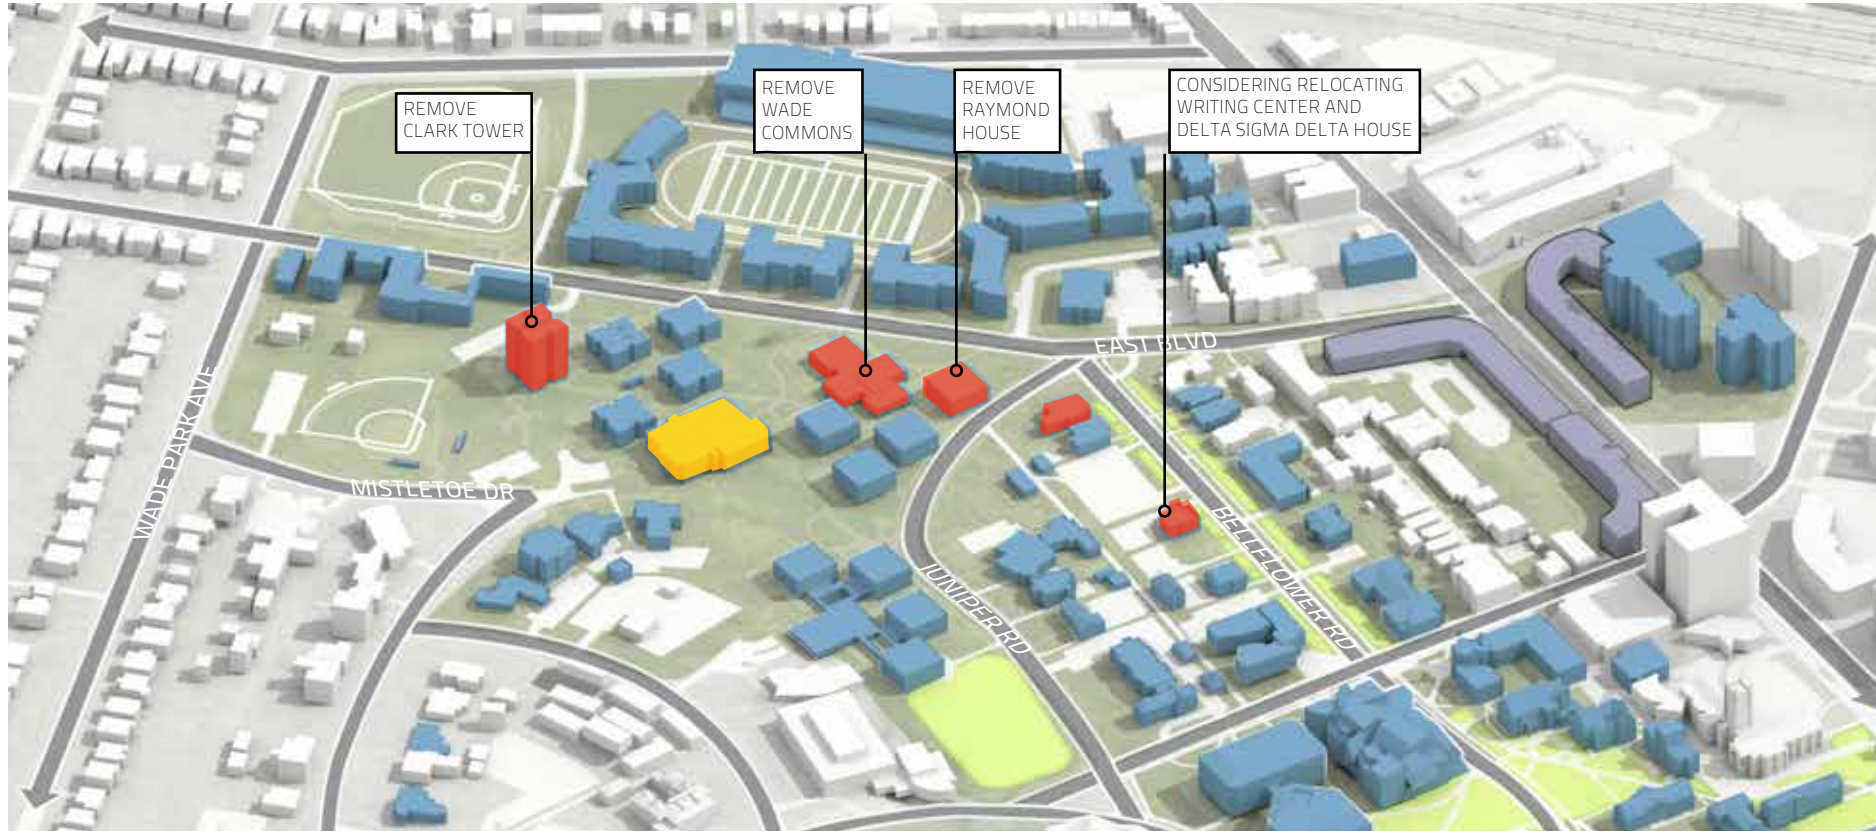 REMOVE
CLARK TOWER
REMOVE
WADE
COMMONS
REMOVE
RAYMOND
HOUSE
CONSIDERING RELOCATING
WRITING CENTER AND
DELTA SIGMA DELTA HOUSE
EAST BLVD
WADE PARK AVE
MISTLETOE DR
BELLFLOWER RD
JUNIPER RD